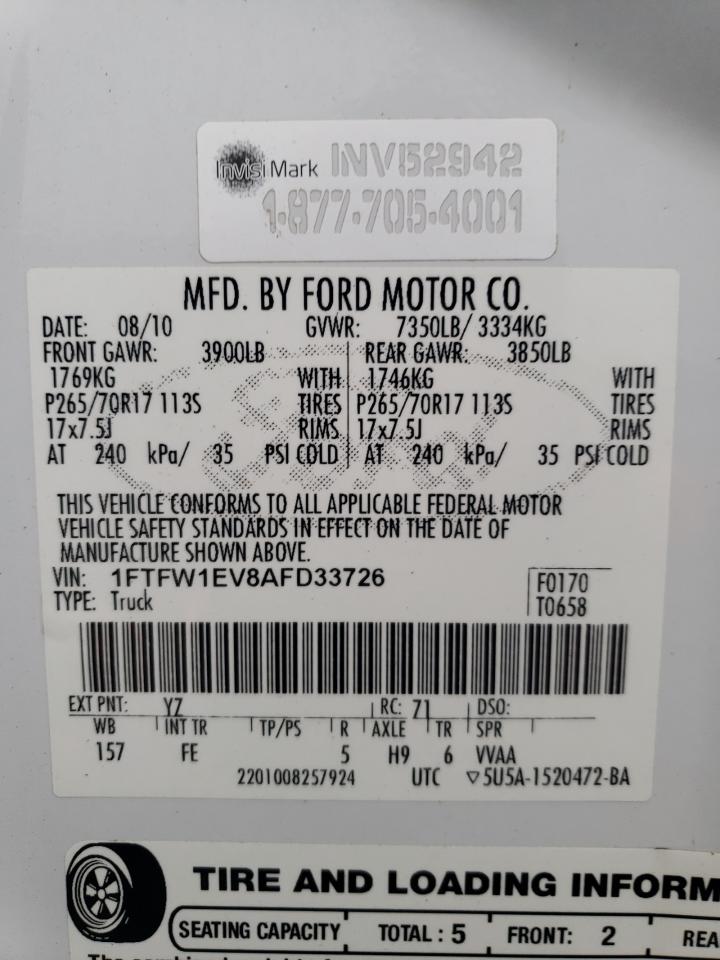 InvisiMark INV52942
1-877-705-4001
MFD. BY FORD MOTOR CO.
DATE: 08/10 GVWR: 7350LB/ 3334KG
FRONT GAWR: 3900LB REAR GAWR: 3850LB
1769KG WITH 1746KG WITH
P265/70R17 113S TIRES P265/70R17 113S TIRES
17x7.5J RIMS 17x7.5J RIMS
AT 240 kPa/ 35 PSI COLD AT 240 kPa/ 35 PSI COLD
THIS VEHICLE CONFORMS TO ALL APPLICABLE FEDERAL MOTOR
VEHICLE SAFETY STANDARDS IN EFFECT ON THE DATE OF
MANUFACTURE SHOWN ABOVE.
VIN: 1FTFW1EV8AFD33726 F0170
TYPE: Truck T0658
EXT PNT: YZ RC: 71 DSO:
WB INT TR TP/PS R AXLE TR SPR
157 FE 5 H9 6 VVAA
2201008257924 UTC ▽5U5A-1520472-BA
TIRE AND LOADING INFORM
SEATING CAPACITY TOTAL : 5 FRONT: 2 REA